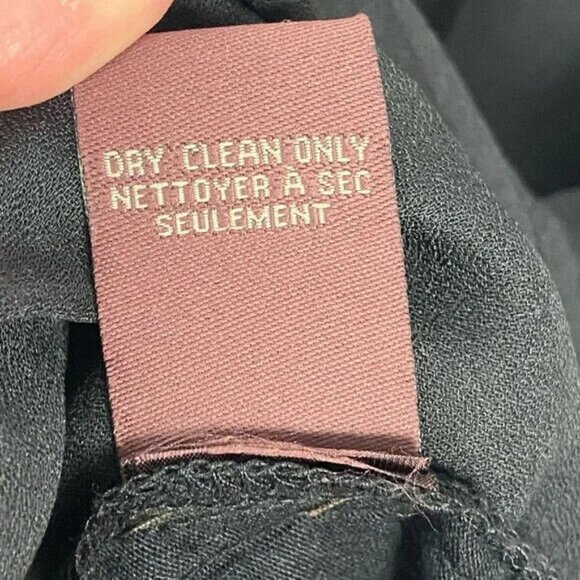 DRY CLEAN ONLY
NETTOYER À SEC
SEULEMENT